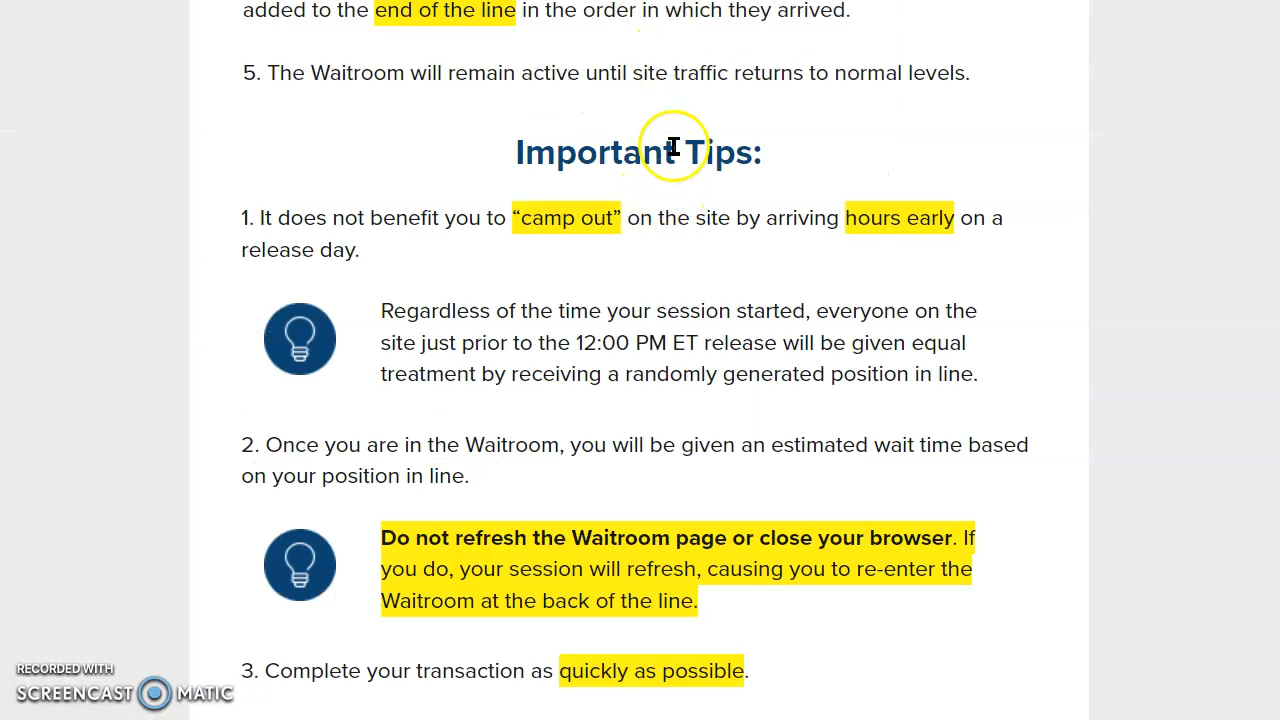 added to the end of the line in the order in which they arrived.
5. The Waitroom will remain active until site traffic returns to normal levels.
Important Tips:
1. It does not benefit you to “camp out” on the site by arriving hours early on a
release day.
Regardless of the time your session started, everyone on the
site just prior to the 12:00 PM ET release will be given equal
treatment by receiving a randomly generated position in line.
2. Once you are in the Waitroom, you will be given an estimated wait time based
on your position in line.
Do not refresh the Waitroom page or close your browser. If
you do, your session will refresh, causing you to re-enter the
Waitroom at the back of the line.
3. Complete your transaction as quickly as possible.
RECORDED WITH
SCREENCAST MATIC